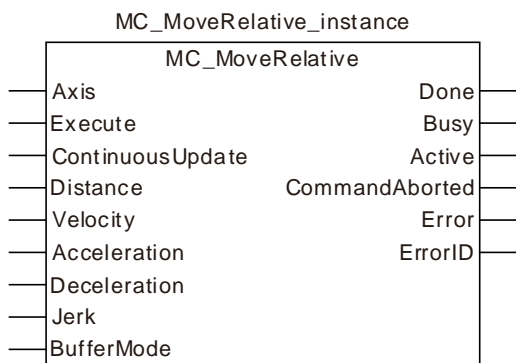 MC_MoveRelative_instance
MC_MoveRelative
Axis Done
Execute Busy
ContinuousUpdate Active
Distance CommandAborted
Velocity Error
Acceleration ErrorID
Deceleration
Jerk
BufferMode